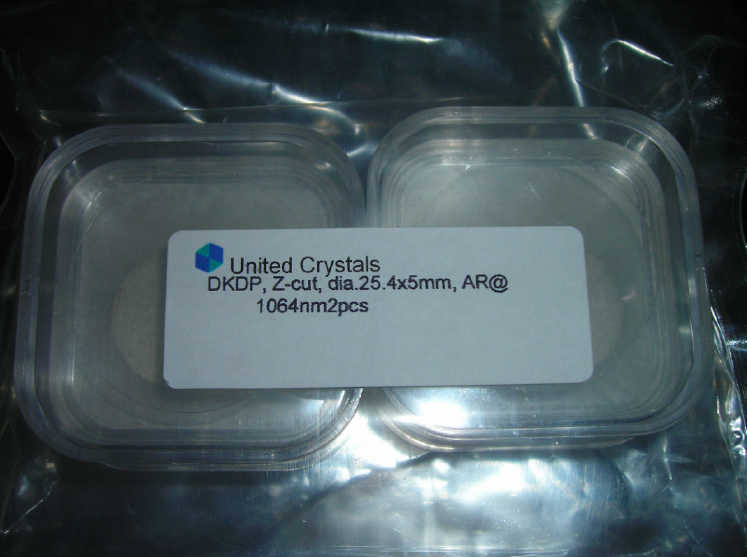 United Crystals
DKDP, Z-cut, dia.25.4x5mm, AR@
1064nm2pcs